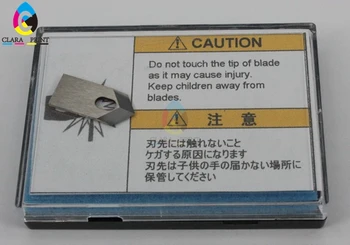 CLARA PRINT
CAUTION
Do not touch the tip of blade
as it may cause injury.
Keep children away from
blades.
注 意
刃先には触れないこと
ケガする原因になります
刃先は子供の手の届かない場所に
保管してください